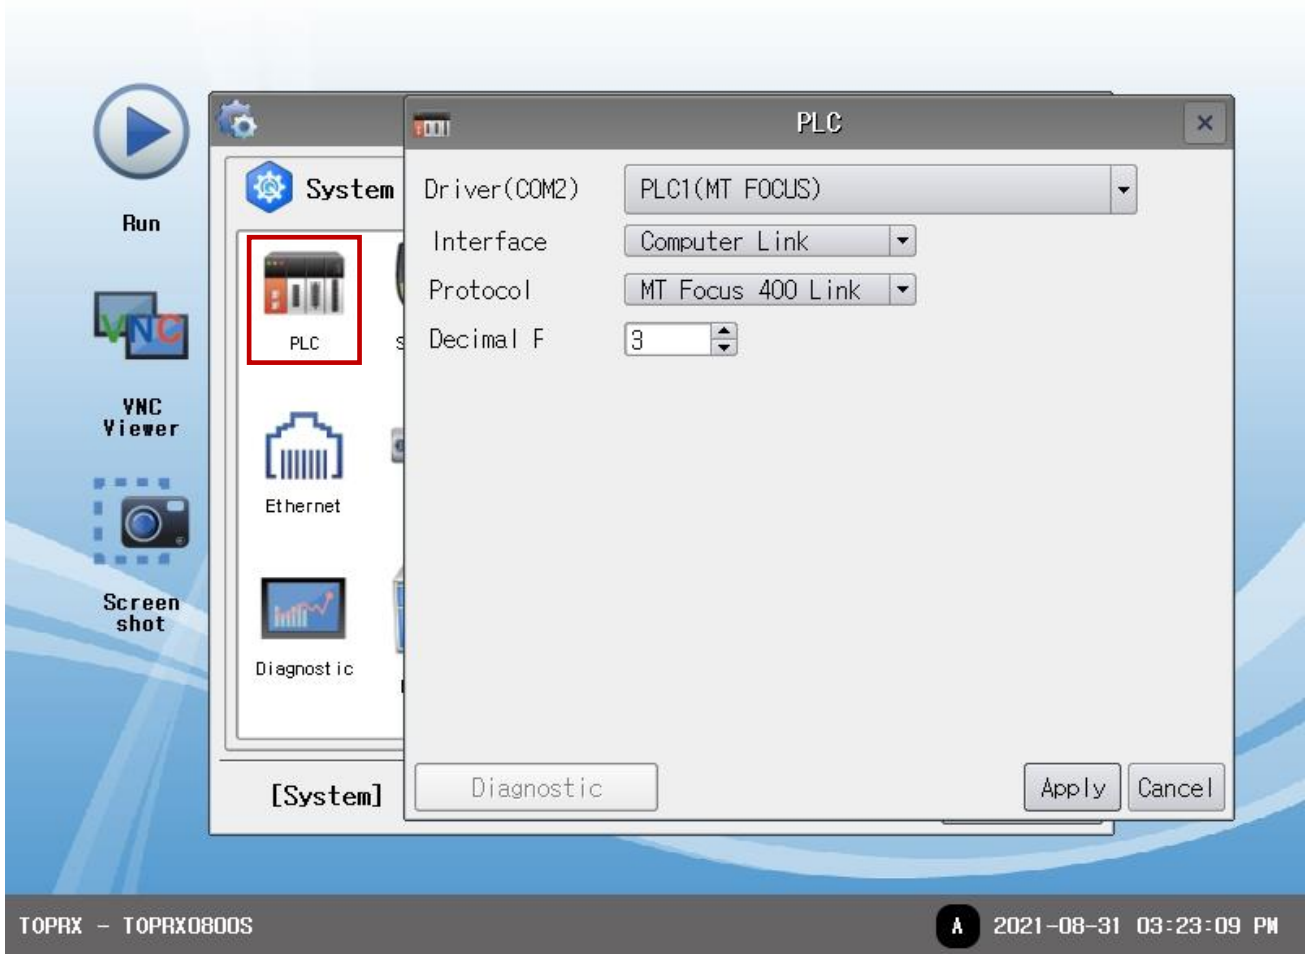 PLC
System
Driver(COM2) PLC1(MT FOCUS)
Run
Interface Computer Link
Protocol MT Focus 400 Link
PLC
Decimal F 3
VNC
VNC
Viewer
Ethernet
Screen
shot
Diagnostic
[System]
Diagnostic Apply Cancel
TOPRX - TOPRX0800S A 2021-08-31 03:23:09 PM